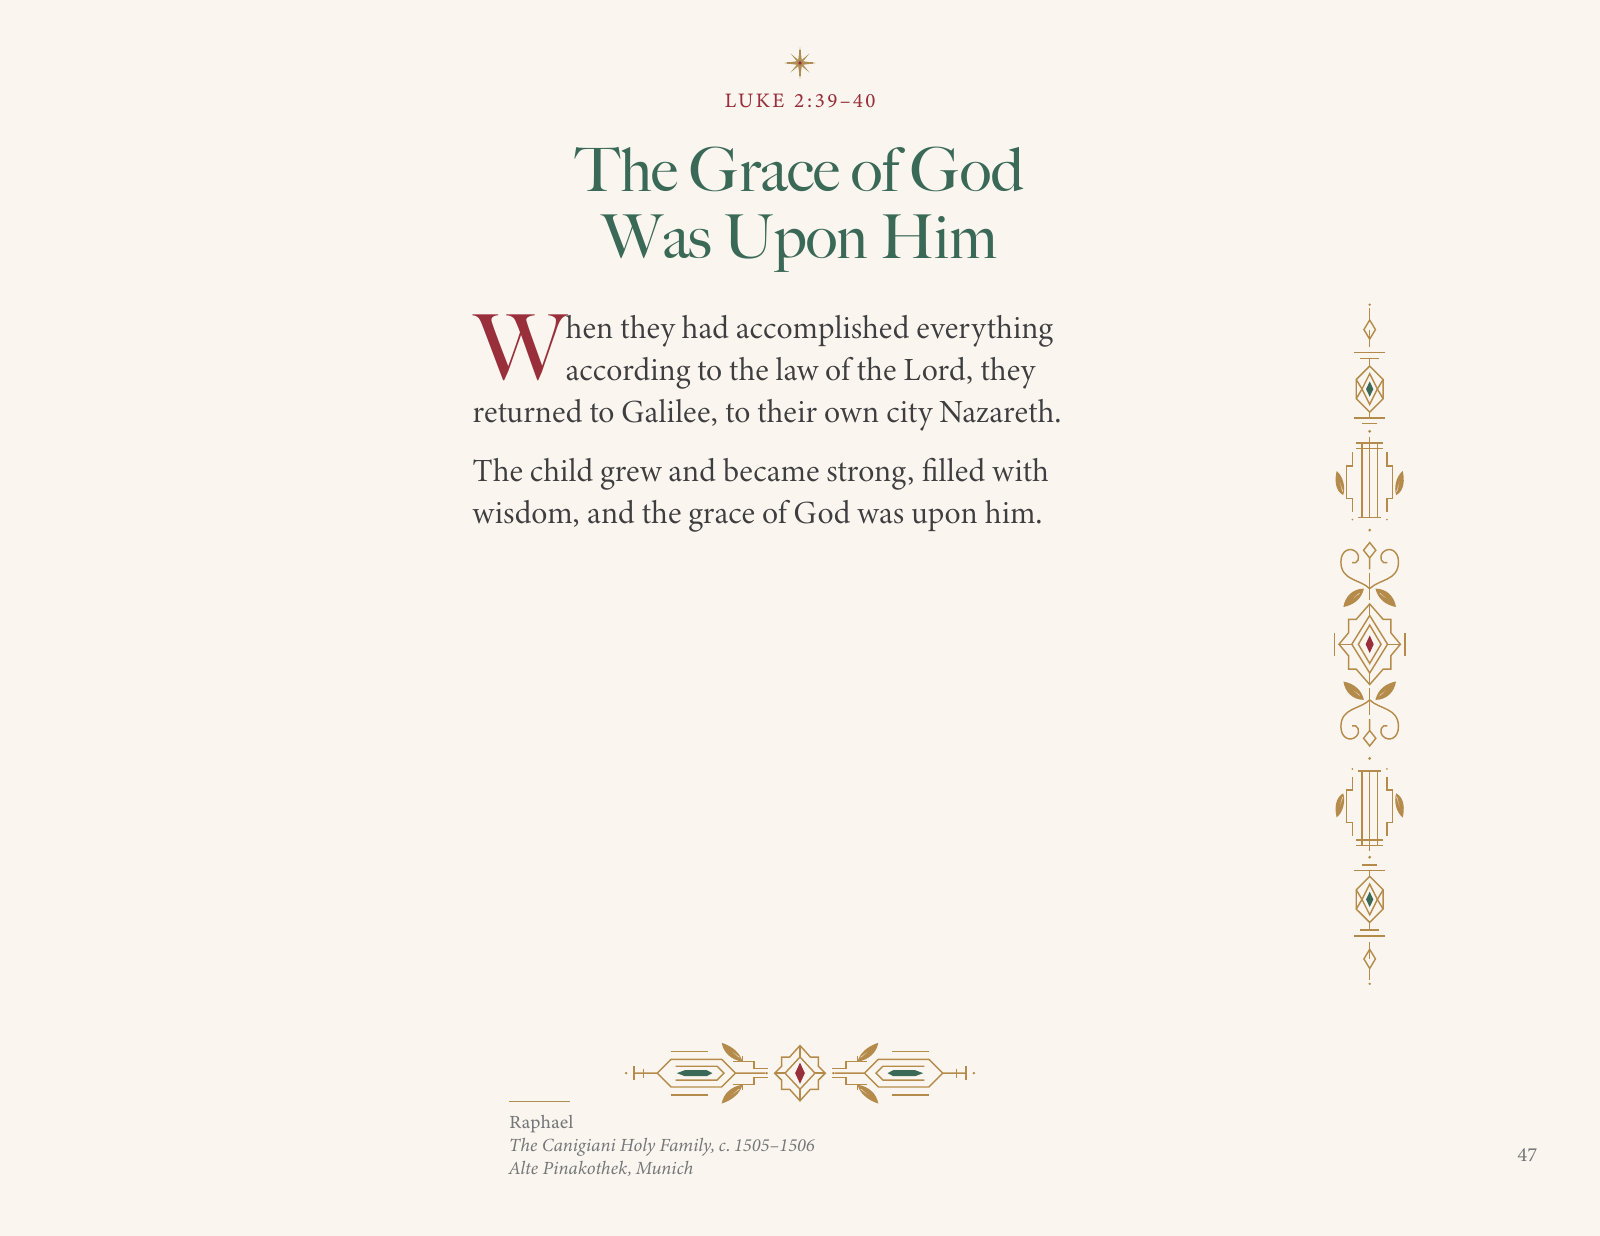 LUKE 2:39–40
The Grace of God
Was Upon Him
When they had accomplished everything
according to the law of the Lord, they
returned to Galilee, to their own city Nazareth.
The child grew and became strong, filled with
wisdom, and the grace of God was upon him.
Raphael
The Canigiani Holy Family, c. 1505–1506
Alte Pinakothek, Munich
47